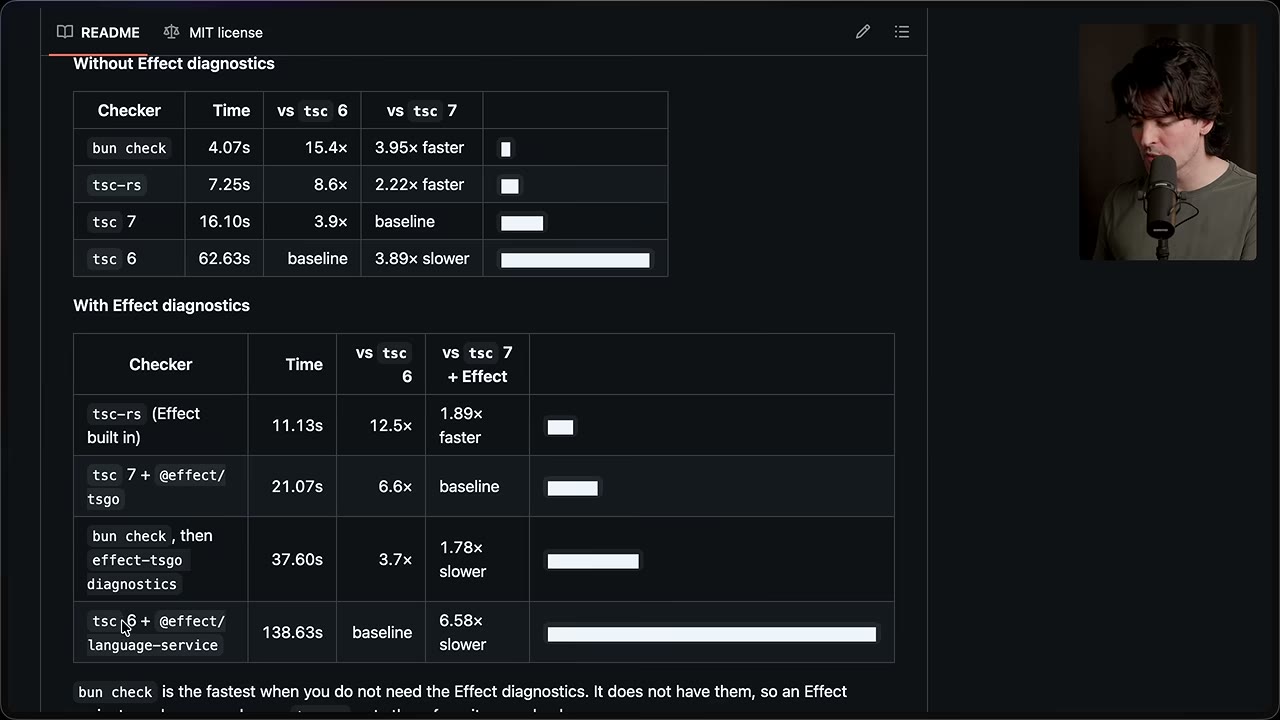 README MIT license
Without Effect diagnostics
Checker Time vs tsc 6 vs tsc 7
bun check 4.07s 15.4× 3.95× faster
tsc-rs 7.25s 8.6× 2.22× faster
tsc 7 16.10s 3.9× baseline
tsc 6 62.63s baseline 3.89× slower
With Effect diagnostics
Checker Time vs tsc 6 vs tsc 7 + Effect
tsc-rs (Effect built in) 11.13s 12.5× 1.89× faster
tsc 7 + @effect/tsgo 21.07s 6.6× baseline
bun check, then effect-tsgo diagnostics 37.60s 3.7× 1.78× slower
tsc 6 + @effect/language-service 138.63s baseline 6.58× slower
bun check is the fastest when you do not need the Effect diagnostics. It does not have them, so an Effect